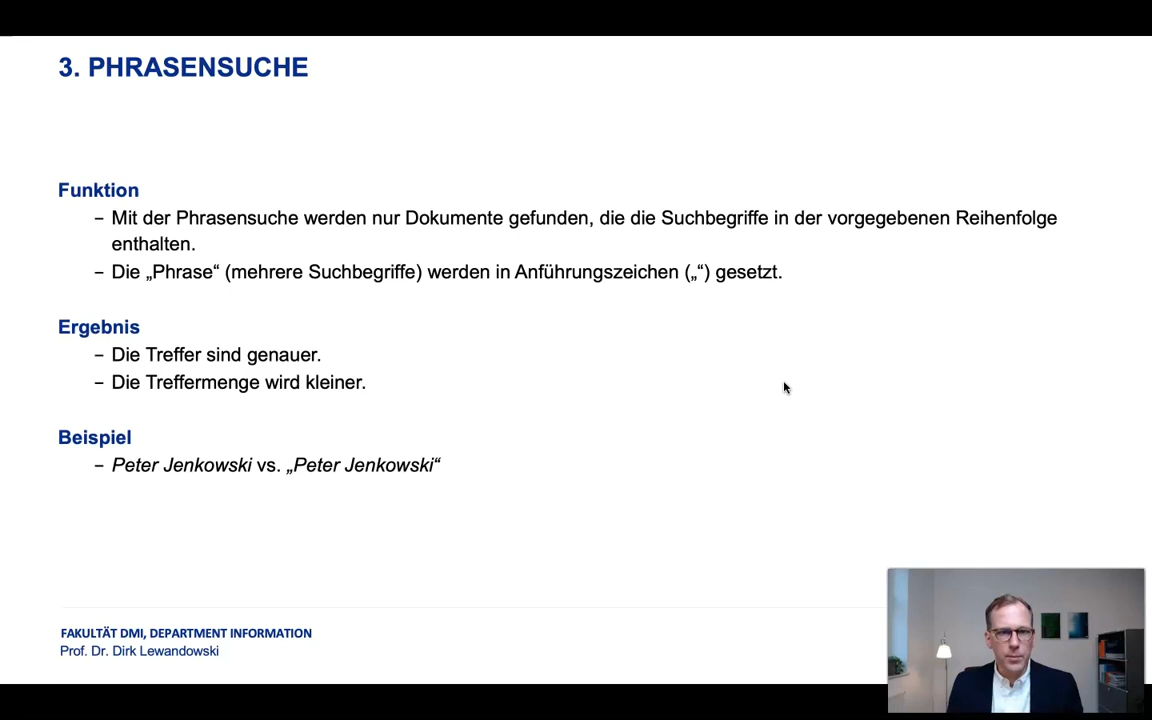 3. PHRASENSUCHE
Funktion
– Mit der Phrasensuche werden nur Dokumente gefunden, die die Suchbegriffe in der vorgegebenen Reihenfolge
enthalten.
– Die „Phrase“ (mehrere Suchbegriffe) werden in Anführungszeichen („“) gesetzt.
Ergebnis
– Die Treffer sind genauer.
– Die Treffermenge wird kleiner.
Beispiel
– Peter Jenkowski vs. „Peter Jenkowski“
FAKULTÄT DMI, DEPARTMENT INFORMATION
Prof. Dr. Dirk Lewandowski